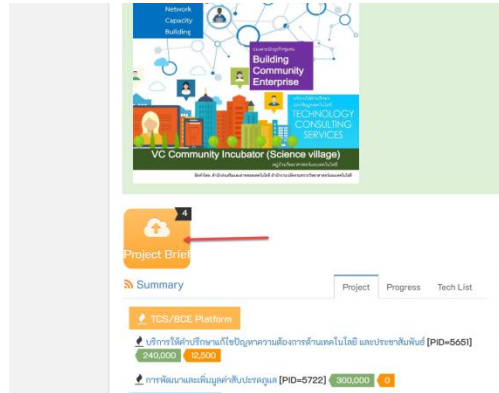 Network
Capacity
Building
Building
Community
Enterprise
TECHNOLOGY
CONSULTING
SERVICES
VC Community Incubator (Science village)
4
Project Brief
Summary
Project Progress Tech List
TCS/BCE Platform
บริการให้คำปรึกษาแก้ไขปัญหาความต้องการด้านเทคโนโลยี และประชาสัมพันธ์ [PID=5651]
240,000 12,500
การพัฒนาและเพิ่มมูลค่าสับปะรดภูแล [PID=5722] 300,000 0